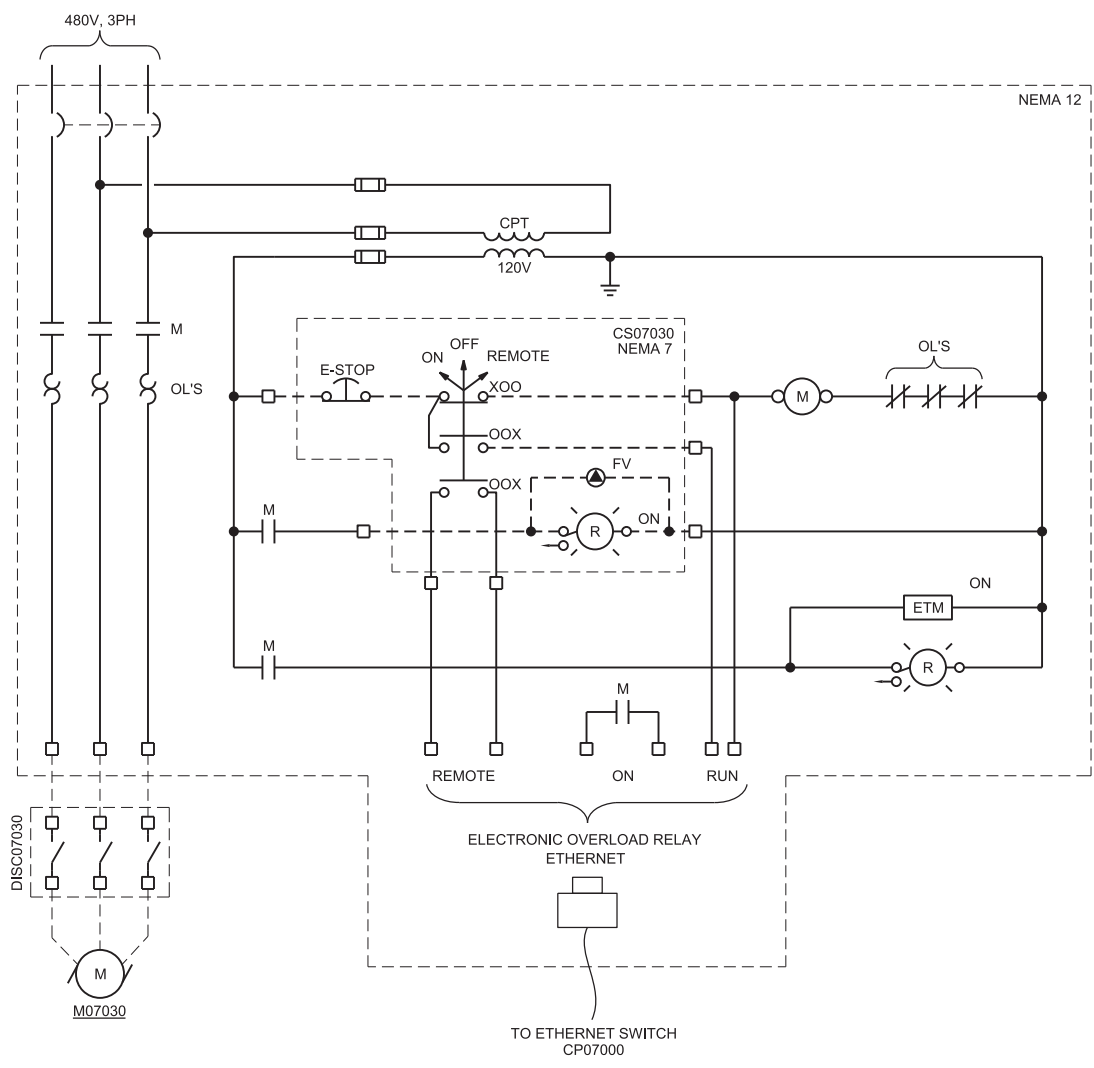 480V, 3PH
NEMA 12
CPT
120V
M
OL'S
CS07030
NEMA 7
OFF
ON
REMOTE
E-STOP
XOO
OOX
OOX
FV
R
ON
M
OL'S
M
M
ON
ETM
R
M
REMOTE
ON
RUN
ELECTRONIC OVERLOAD RELAY
ETHERNET
DISC07030
M
M07030
TO ETHERNET SWITCH
CP07000